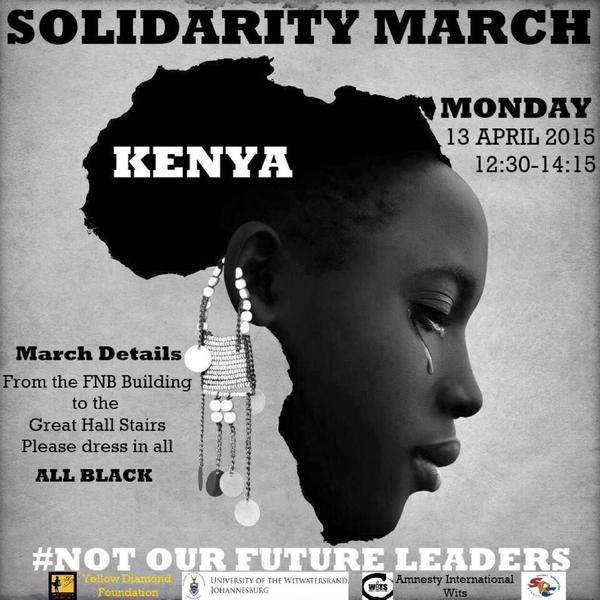 SOLIDARITY MARCH
MONDAY
13 APRIL 2015
12:30-14:15
KENYA
March Details
From the FNB Building
to the
Great Hall Stairs
Please dress in all
ALL BLACK
#NOT OUR FUTURE LEADERS
Yellow Diamond
Foundation
UNIVERSITY OF THE WITWATERSRAND,
JOHANNESBURG
WITS
Amnesty International
Wits